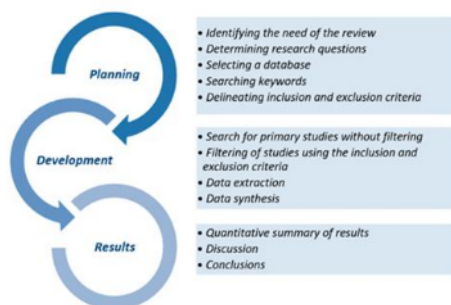 Planning
• Identifying the need of the review
• Determining research questions
• Selecting a database
• Searching keywords
• Delineating inclusion and exclusion criteria
Development
• Search for primary studies without filtering
• Filtering of studies using the inclusion and
exclusion criteria
• Data extraction
• Data synthesis
Results
• Quantitative summary of results
• Discussion
• Conclusions